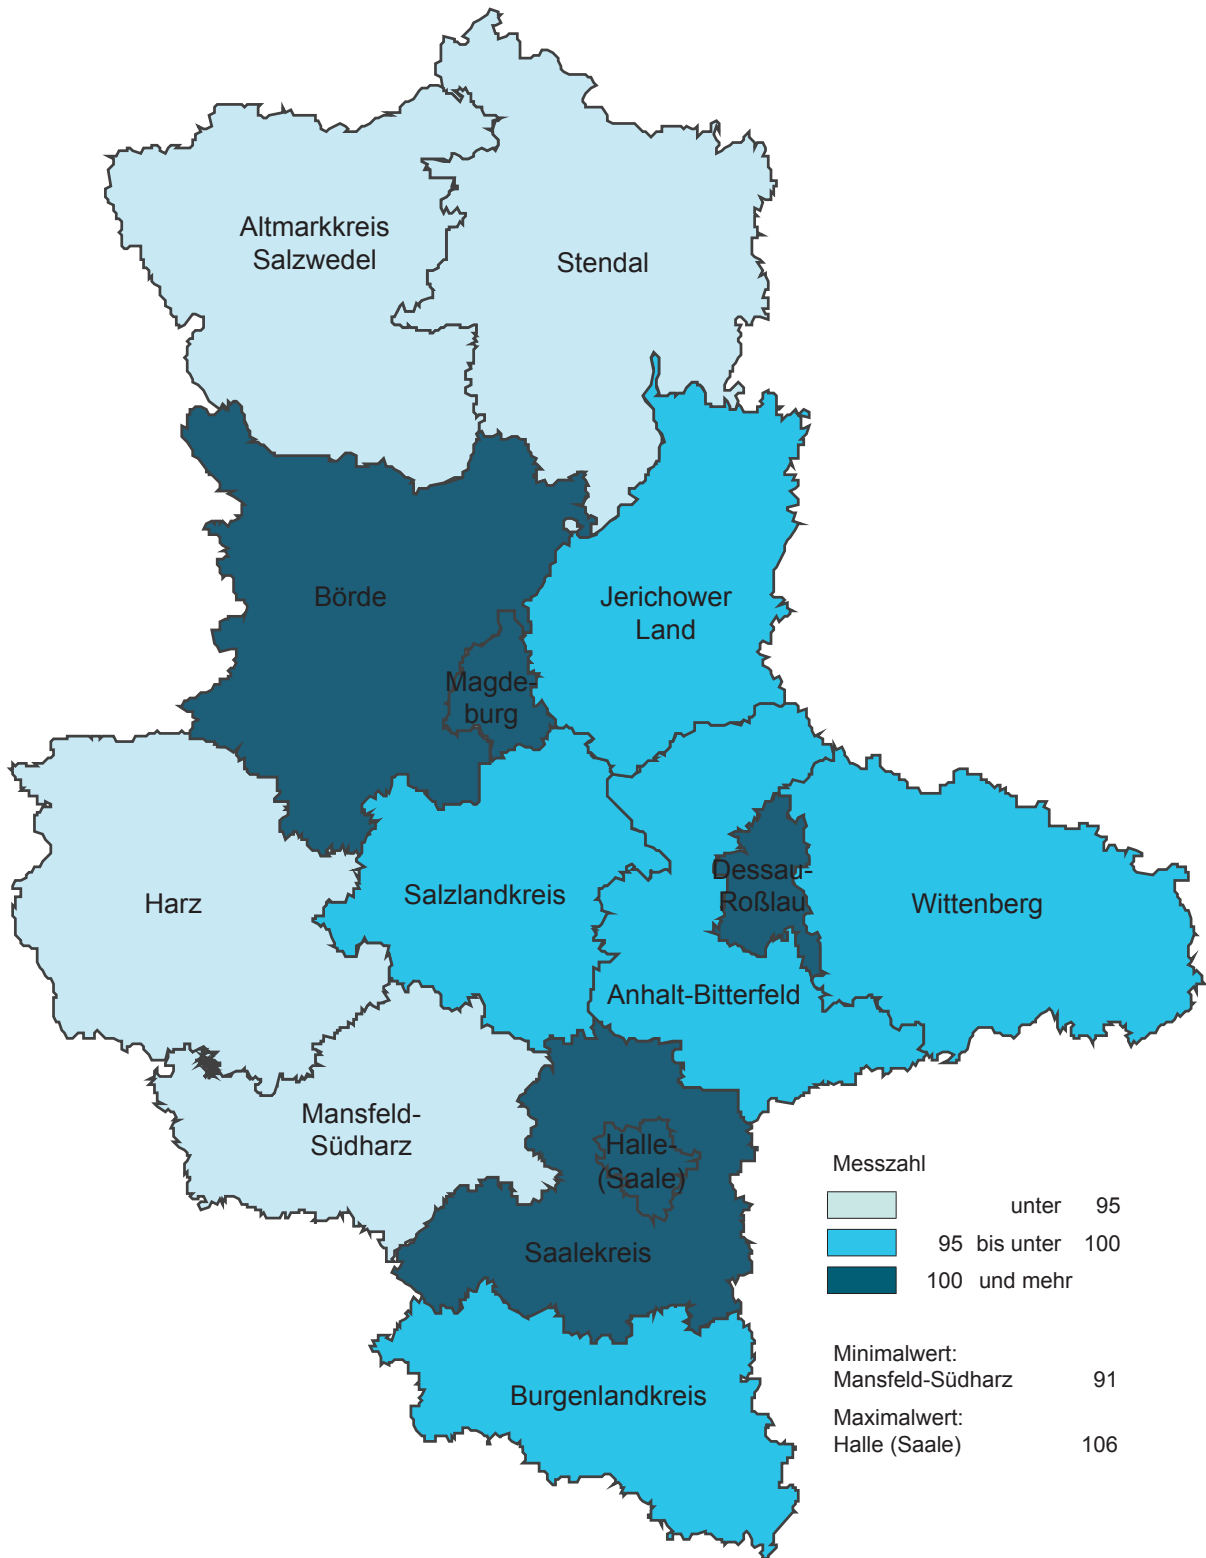 Altmarkkreis
Salzwedel
Stendal
Börde
Jerichower
Land
Magde-
burg
Harz
Salzlandkreis
Dessau-
Roßlau
Wittenberg
Anhalt-Bitterfeld
Mansfeld-
Südharz
Halle-
(Saale)
Saalekreis
Burgenlandkreis
Messzahl
unter 95
95 bis unter 100
100 und mehr
Minimalwert:
Mansfeld-Südharz 91
Maximalwert:
Halle (Saale) 106